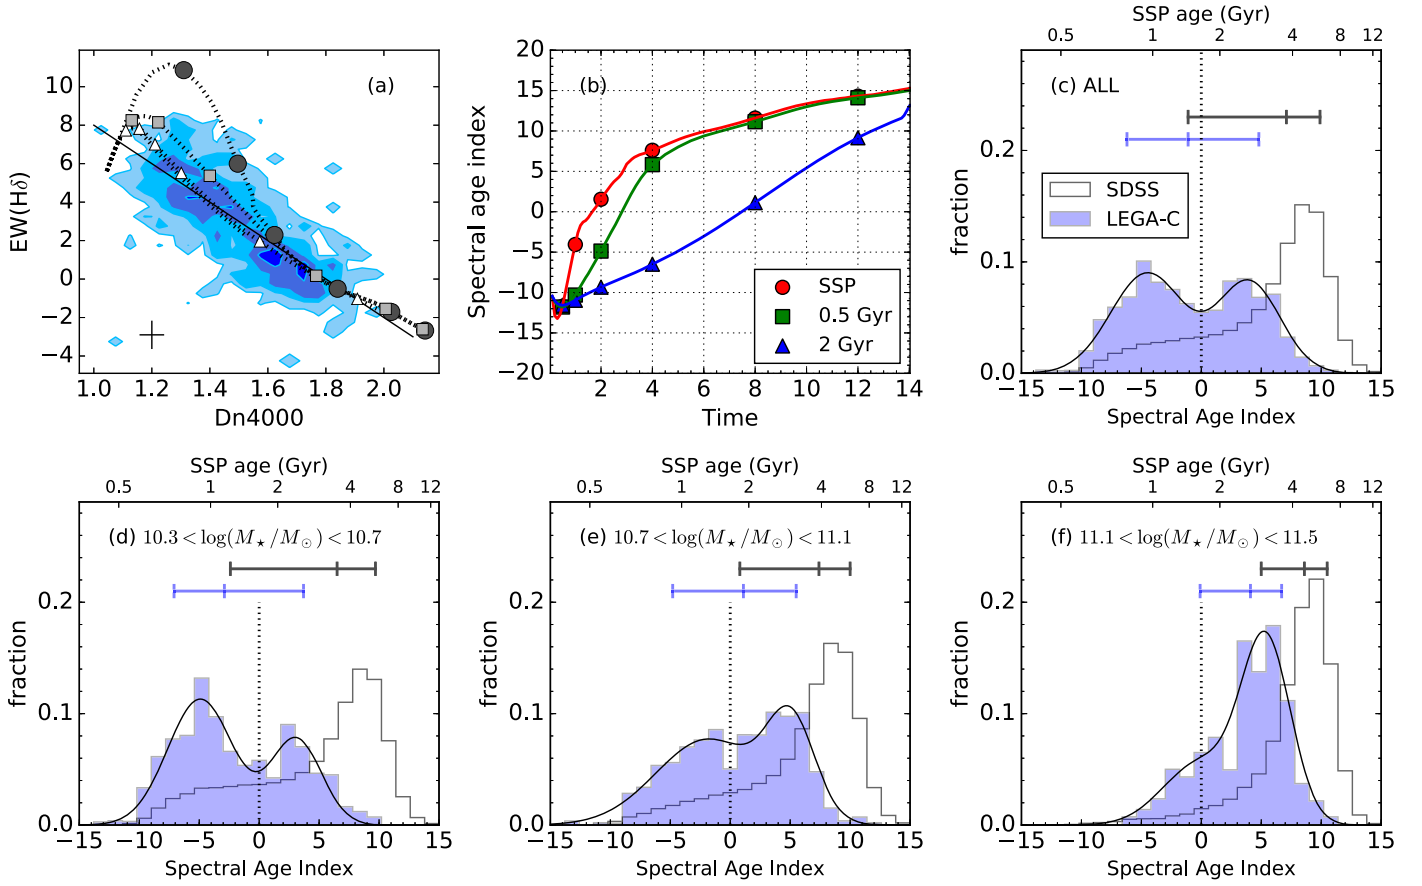 (a)
10
8
6
4
2
0
−2
−4
EW(Hδ)
1.0 1.2 1.4 1.6 1.8 2.0
Dn4000
(b)
20
15
10
5
0
−5
−10
−15
−20
Spectral age index
SSP
0.5 Gyr
2 Gyr
2 4 6 8 10 12 14
Time
SSP age (Gyr)
0.5 1 2 4 8 12
(c) ALL
SDSS
LEGA-C
0.2
0.1
0.0
fraction
−15 −10 −5 0 5 10 15
Spectral Age Index
SSP age (Gyr)
0.5 1 2 4 8 12
(d) 10.3 < log(M⋆/M⊙) < 10.7
0.2
0.1
0.0
fraction
−15 −10 −5 0 5 10 15
Spectral Age Index
SSP age (Gyr)
0.5 1 2 4 8 12
(e) 10.7 < log(M⋆/M⊙) < 11.1
0.2
0.1
0.0
fraction
−15 −10 −5 0 5 10 15
Spectral Age Index
SSP age (Gyr)
0.5 1 2 4 8 12
(f) 11.1 < log(M⋆/M⊙) < 11.5
0.2
0.1
0.0
fraction
−15 −10 −5 0 5 10 15
Spectral Age Index